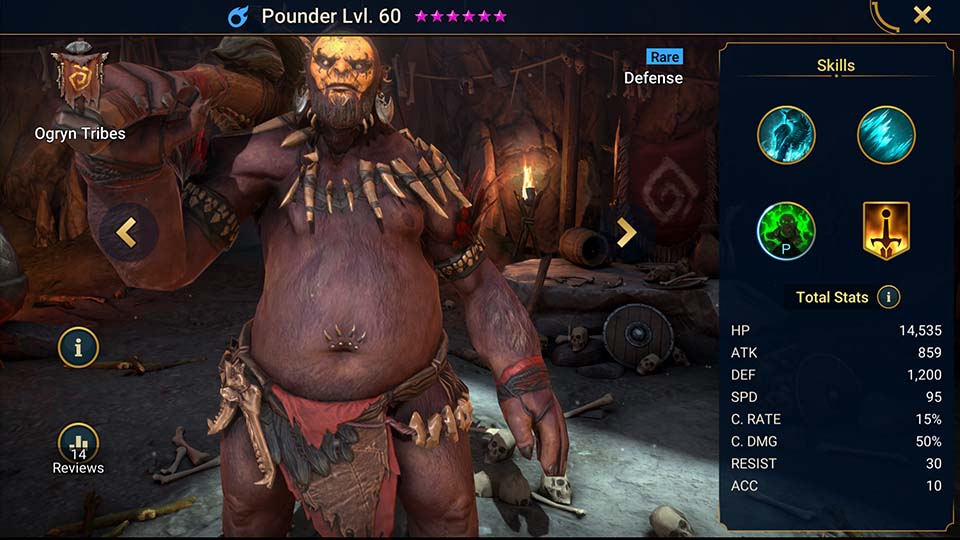 Pounder Lvl. 60
Rare
Defense
Ogryn Tribes
Skills
P
Total Stats
i
HP 14,535
ATK 859
DEF 1,200
SPD 95
C. RATE 15%
C. DMG 50%
RESIST 30
ACC 10
i
14
Reviews